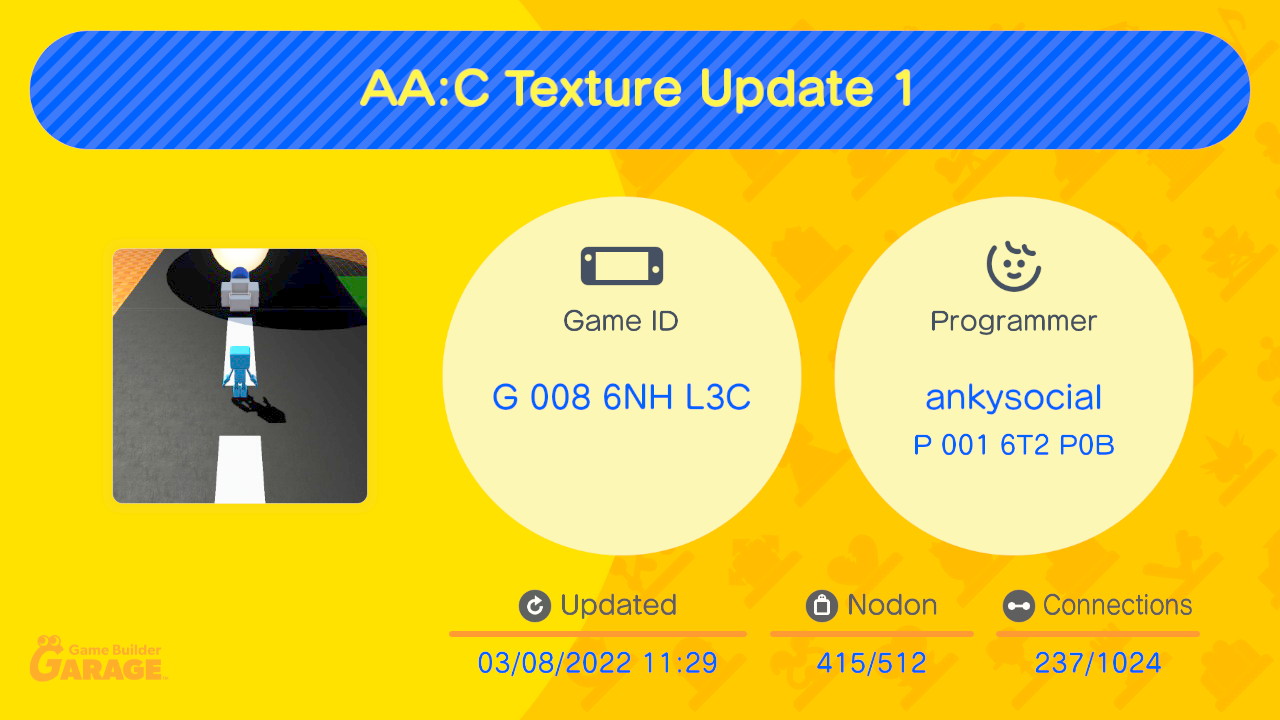 AA:C Texture Update 1
Game ID
G 008 6NH L3C
Programmer
ankysocial
P 001 6T2 P0B
Updated
03/08/2022 11:29
Nodon
415/512
Connections
237/1024
Game Builder
GARAGE™